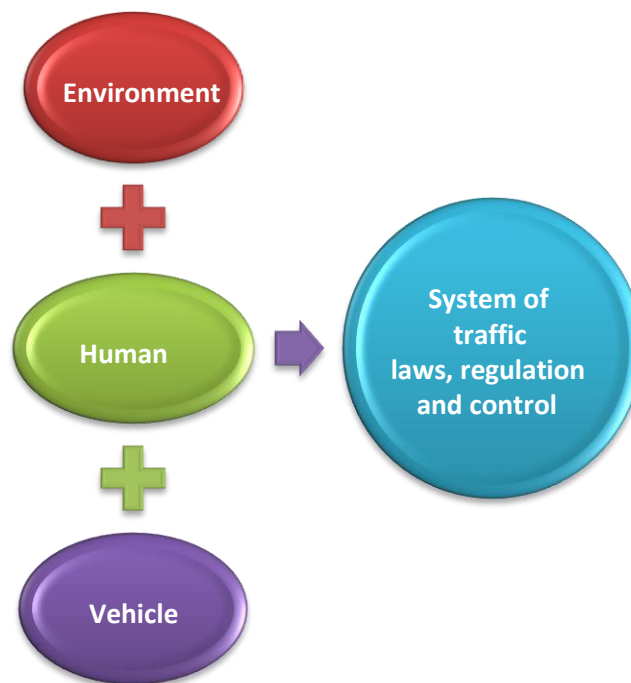 Environment
Human
Vehicle
System of
traffic
laws, regulation
and control